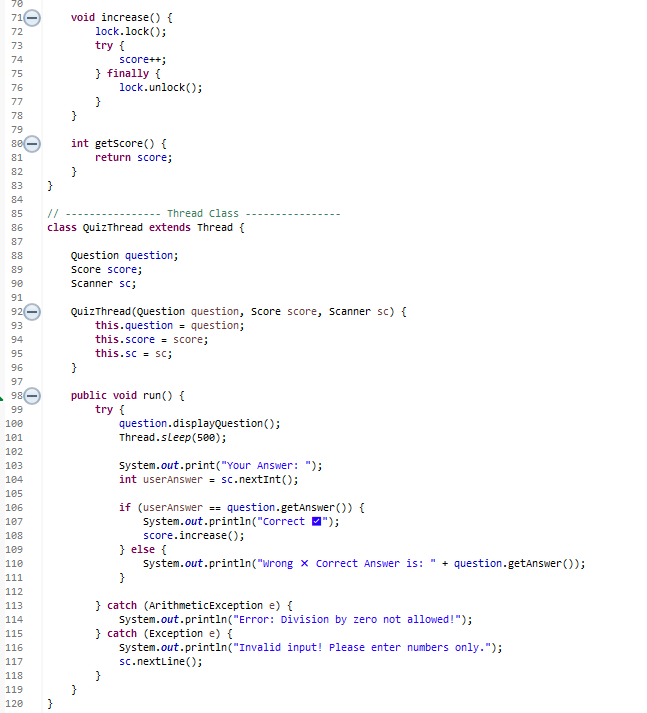 70
71 void increase() {
72 lock.lock();
73 try {
74 score++;
75 } finally {
76 lock.unlock();
77 }
78 }
79
80 int getScore() {
81 return score;
82 }
83 }
84
85 // ---------------- Thread Class ----------------
86 class QuizThread extends Thread {
87
88 Question question;
89 Score score;
90 Scanner sc;
91
92 QuizThread(Question question, Score score, Scanner sc) {
93 this.question = question;
94 this.score = score;
95 this.sc = sc;
96 }
97
98 public void run() {
99 try {
100 question.displayQuestion();
101 Thread.sleep(500);
102
103 System.out.print("Your Answer: ");
104 int userAnswer = sc.nextInt();
105
106 if (userAnswer == question.getAnswer()) {
107 System.out.println("Correct ☑");
108 score.increase();
109 } else {
110 System.out.println("Wrong ✕ Correct Answer is: " + question.getAnswer());
111 }
112
113 } catch (ArithmeticException e) {
114 System.out.println("Error: Division by zero not allowed!");
115 } catch (Exception e) {
116 System.out.println("Invalid input! Please enter numbers only.");
117 sc.nextLine();
118 }
119 }
120 }